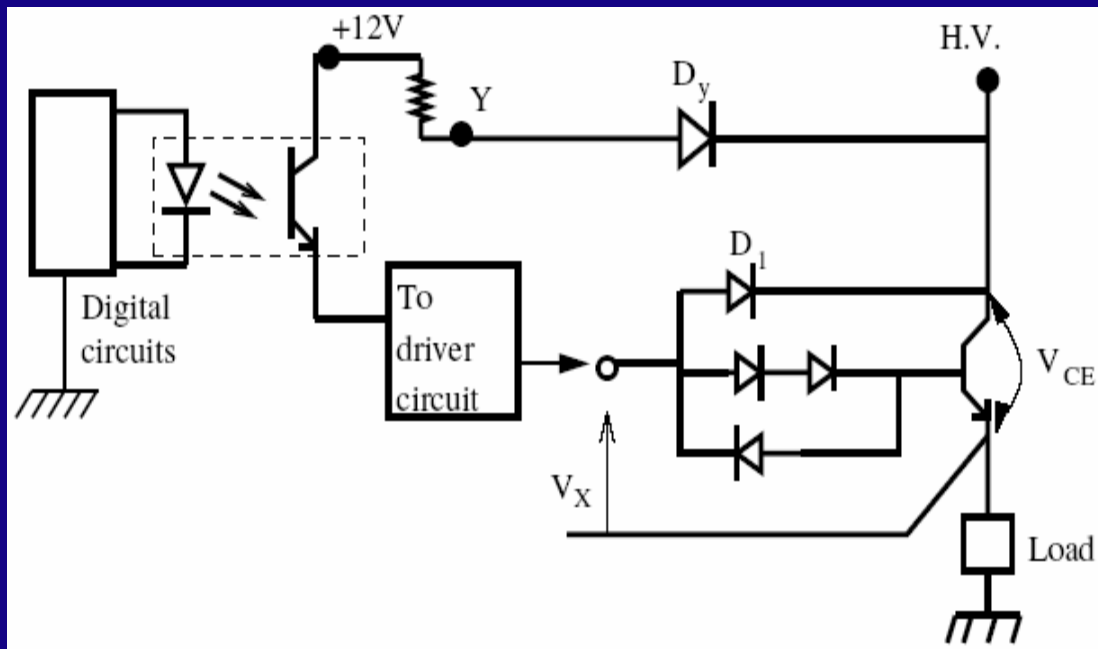 +12V
H.V.
Y
Dy
D1
Digital
circuits
To
driver
circuit
VCE
VX
Load